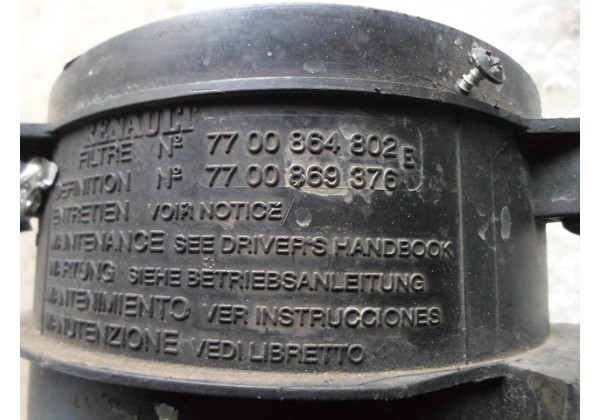 RENAULT
FILTRE Nº 77 00 864 802 E
DEFINITION Nº 77 00 869 376
ENTRETIEN VOIR NOTICE
MAINTENANCE SEE DRIVER'S HANDBOOK
WARTUNG SIEHE BETRIEBSANLEITUNG
MANTENIMIENTO VER INSTRUCCIONES
MANUTENZIONE VEDI LIBRETTO